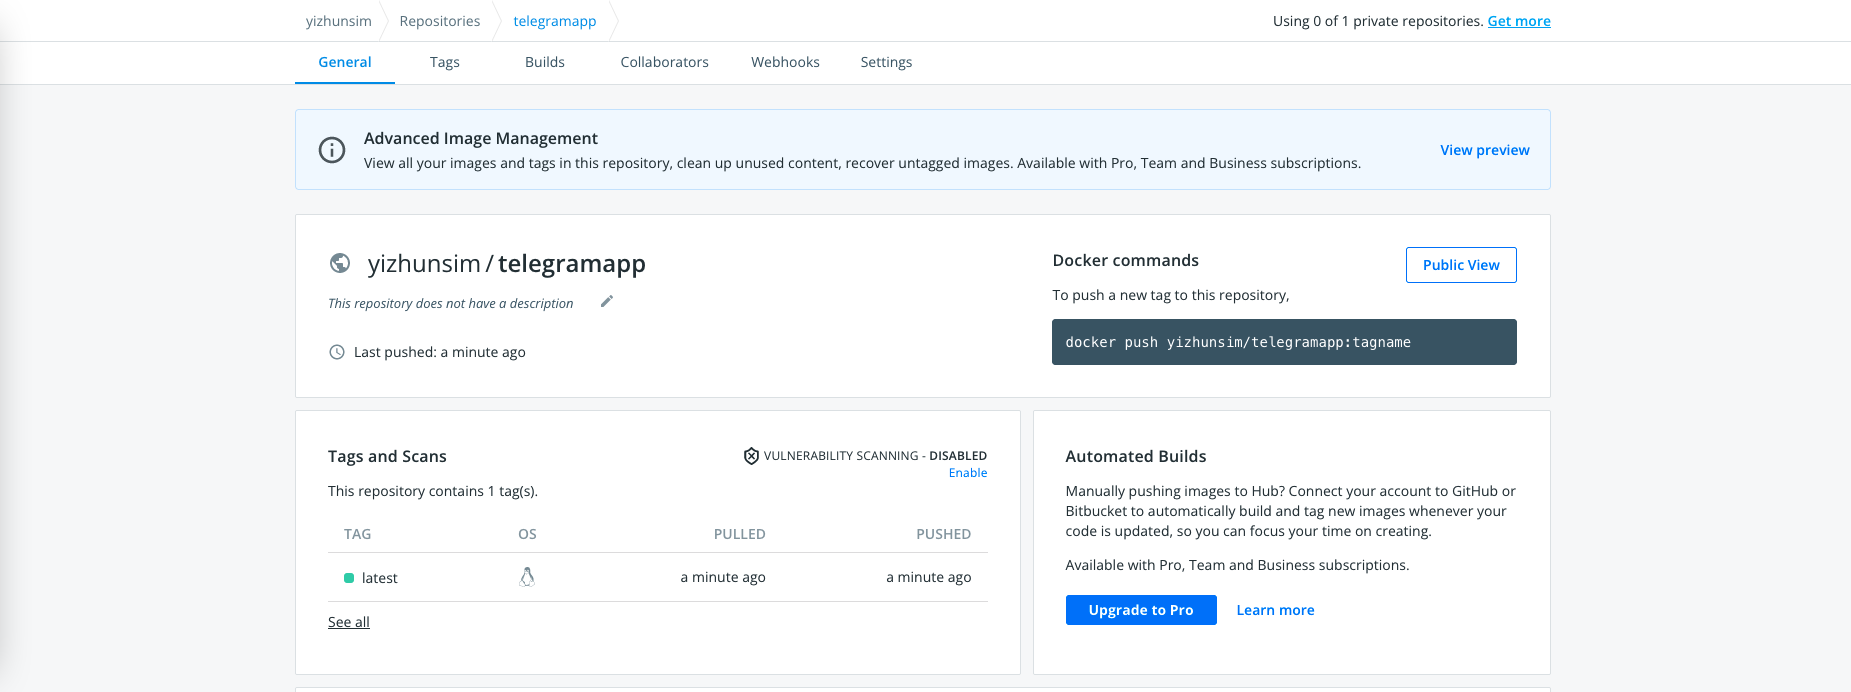 yizhunsim Repositories telegramapp Using 0 of 1 private repositories. Get more
General Tags Builds Collaborators Webhooks Settings
Advanced Image Management
View all your images and tags in this repository, clean up unused content, recover untagged images. Available with Pro, Team and Business subscriptions.
View preview
yizhunsim / telegramapp
This repository does not have a description
Last pushed: a minute ago
Docker commands
Public View
To push a new tag to this repository,
docker push yizhunsim/telegramapp:tagname
Tags and Scans
VULNERABILITY SCANNING - DISABLED
Enable
This repository contains 1 tag(s).
TAG OS PULLED PUSHED
latest a minute ago a minute ago
See all
Automated Builds
Manually pushing images to Hub? Connect your account to GitHub or
Bitbucket to automatically build and tag new images whenever your
code is updated, so you can focus your time on creating.
Available with Pro, Team and Business subscriptions.
Upgrade to Pro Learn more